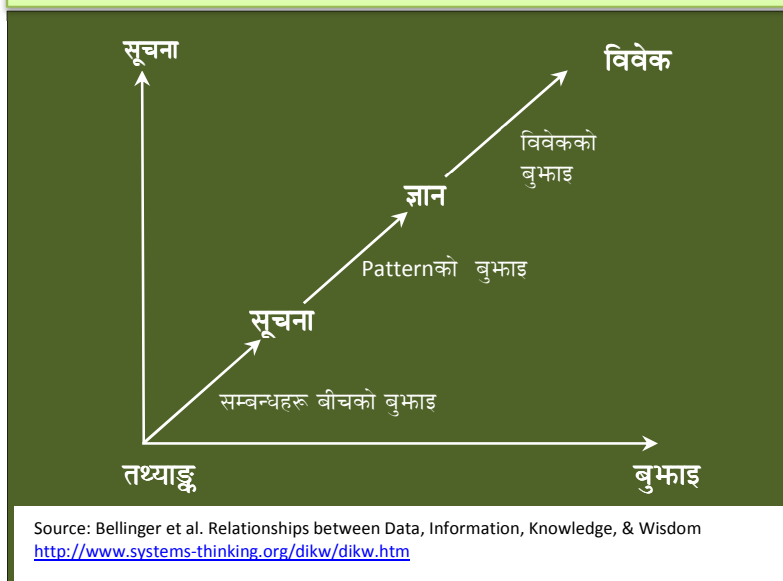 सूचना
विवेक
विवेकको
बुझाइ
ज्ञान
Patternको बुझाइ
सूचना
सम्बन्धहरू बीचको बुझाइ
तथ्याङ्क
बुझाइ
Source: Bellinger et al. Relationships between Data, Information, Knowledge, & Wisdom
http://www.systems-thinking.org/dikw/dikw.htm